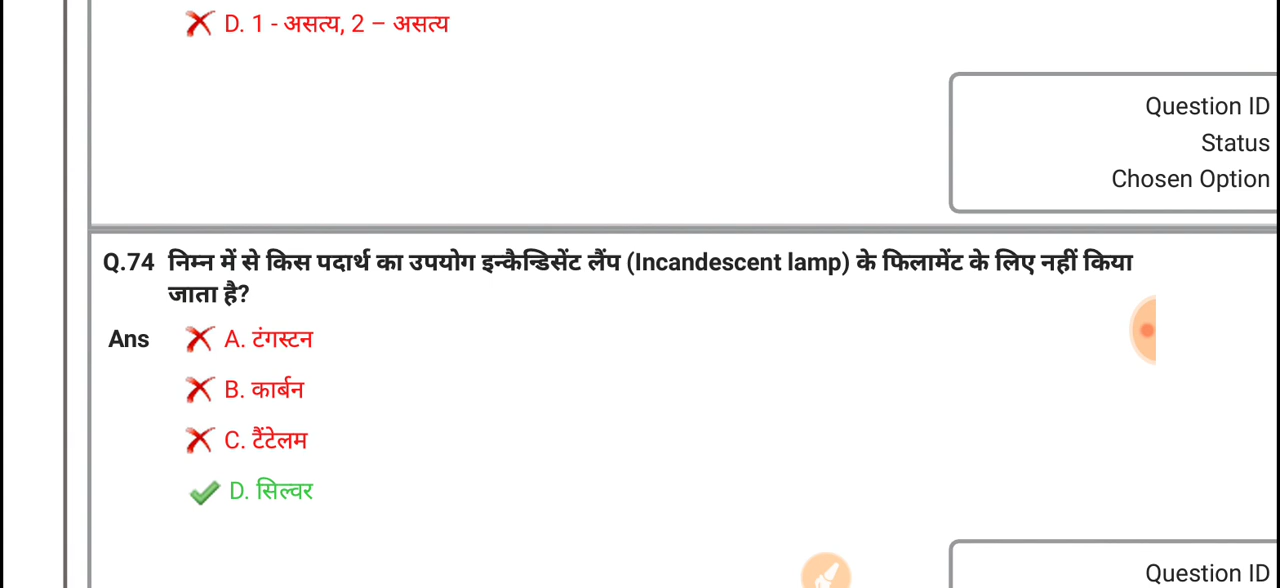 D. 1 - असत्य, 2 – असत्य
Question ID
Status
Chosen Option
Q.74 निम्न में से किस पदार्थ का उपयोग इन्कैन्डिसेंट लैंप (Incandescent lamp) के फिलामेंट के लिए नहीं किया
जाता है?
Ans A. टंगस्टन
B. कार्बन
C. टैंटेलम
D. सिल्वर
Question ID